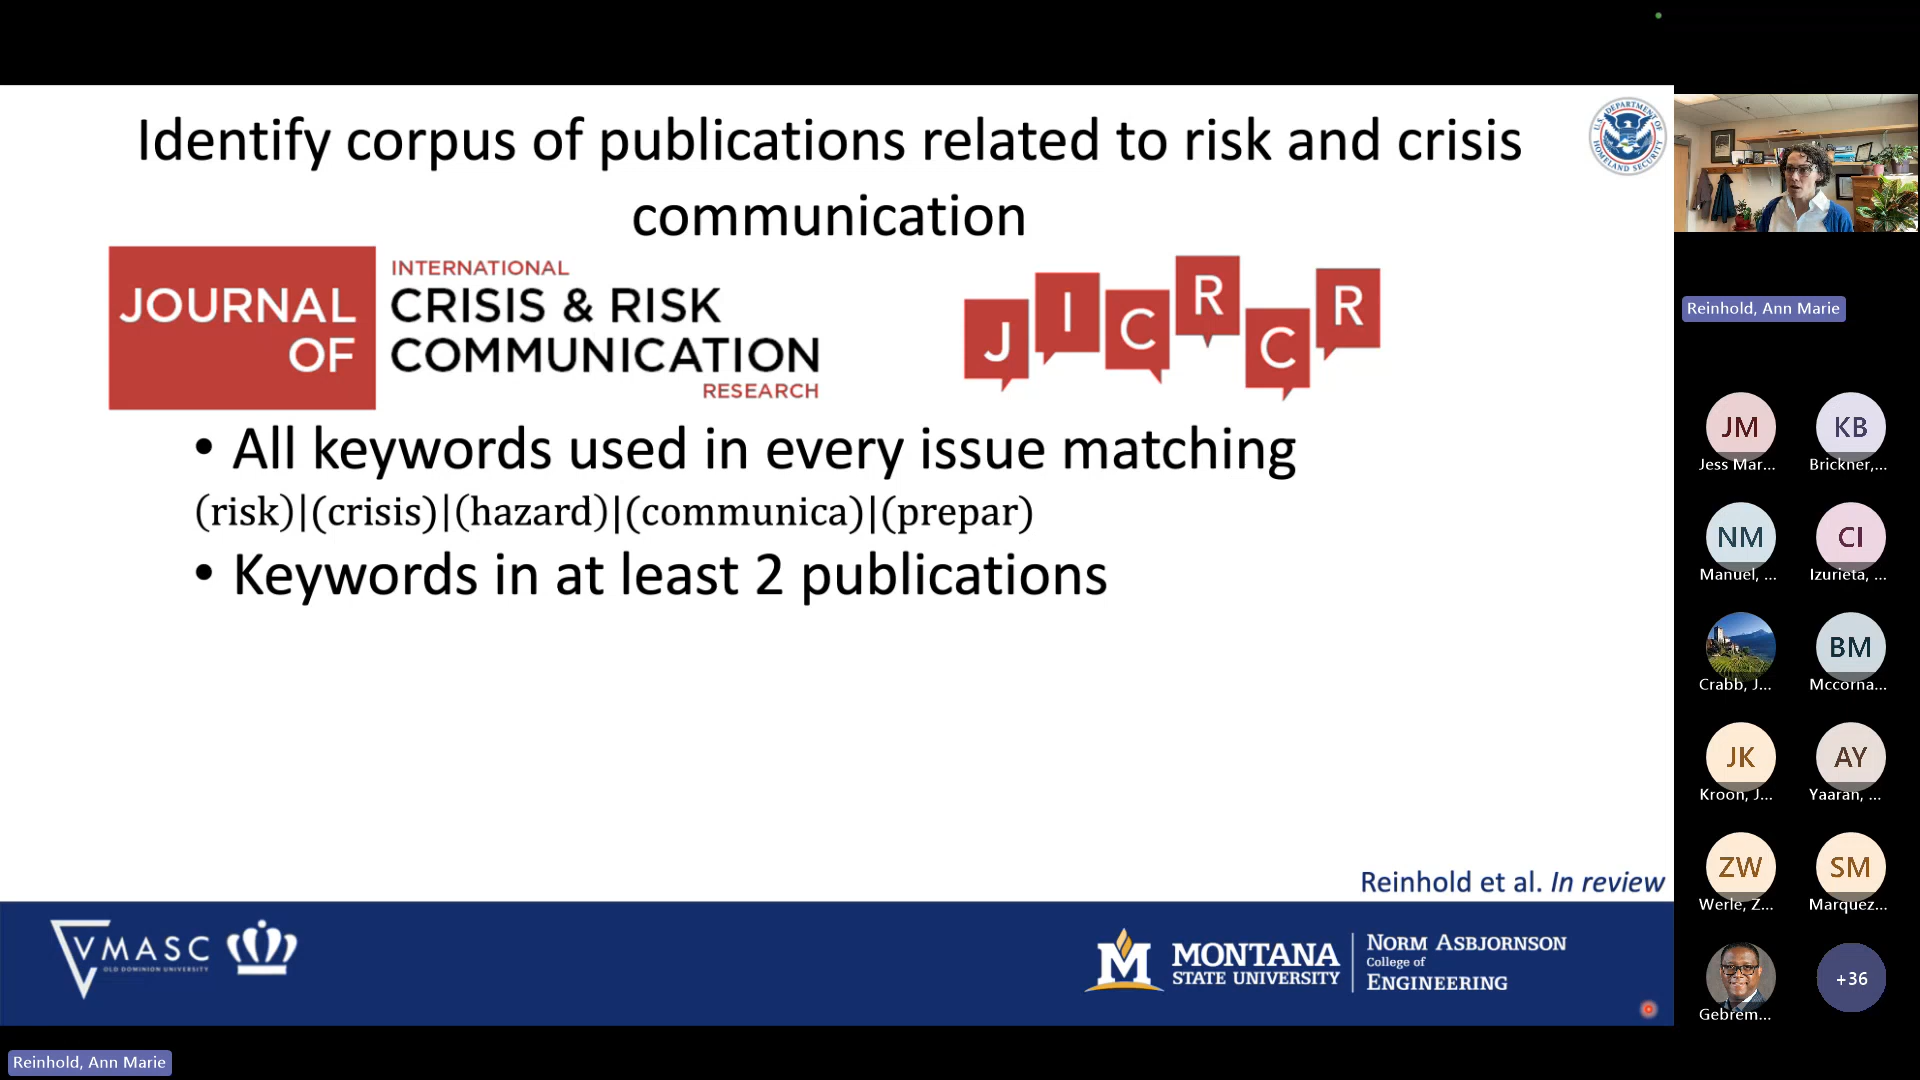 Identify corpus of publications related to risk and crisis
communication
U.S. DEPARTMENT OF
HOMELAND SECURITY
JOURNAL
OF
INTERNATIONAL
CRISIS & RISK
COMMUNICATION
RESEARCH
J I C R C R
• All keywords used in every issue matching
(risk)|(crisis)|(hazard)|(communica)|(prepar)
• Keywords in at least 2 publications
Reinhold et al. In review
VMASC
OLD DOMINION UNIVERSITY
M
MONTANA
STATE UNIVERSITY
NORM ASBJORNSON
College of
ENGINEERING
Reinhold, Ann Marie
JM
Jess Mar...
KB
Brickner,...
NM
Manuel, ...
CI
Izurieta, ...
Crabb, J...
BM
Mccorna...
JK
Kroon, J...
AY
Yaaran, ...
ZW
Werle, Z...
SM
Marquez...
Gebrem...
+36
Reinhold, Ann Marie